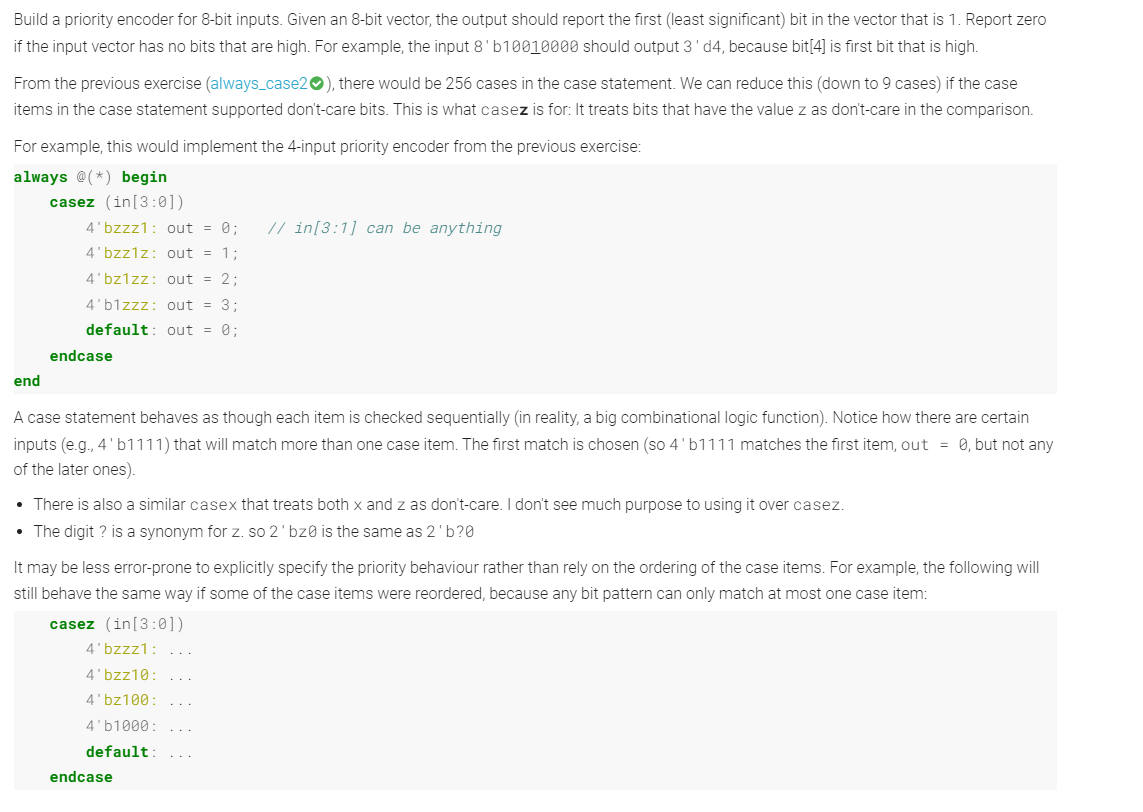 Build a priority encoder for 8-bit inputs. Given an 8-bit vector, the output should report the first (least significant) bit in the vector that is 1. Report zero
if the input vector has no bits that are high. For example, the input 8'b10010000 should output 3'd4, because bit[4] is first bit that is high.
From the previous exercise (always_case2), there would be 256 cases in the case statement. We can reduce this (down to 9 cases) if the case
items in the case statement supported don't-care bits. This is what casez is for: It treats bits that have the value z as don't-care in the comparison.
For example, this would implement the 4-input priority encoder from the previous exercise:
always @(*) begin
    casez (in[3:0])
        4'bzzz1: out = 0;   // in[3:1] can be anything
        4'bzz1z: out = 1;
        4'bz1zz: out = 2;
        4'b1zzz: out = 3;
        default: out = 0;
    endcase
end
A case statement behaves as though each item is checked sequentially (in reality, a big combinational logic function). Notice how there are certain
inputs (e.g., 4'b1111) that will match more than one case item. The first match is chosen (so 4'b1111 matches the first item, out = 0, but not any
of the later ones).
• There is also a similar casex that treats both x and z as don't-care. I don't see much purpose to using it over casez.
• The digit ? is a synonym for z. so 2'bz0 is the same as 2'b?0
It may be less error-prone to explicitly specify the priority behaviour rather than rely on the ordering of the case items. For example, the following will
still behave the same way if some of the case items were reordered, because any bit pattern can only match at most one case item:
    casez (in[3:0])
        4'bzzz1: ...
        4'bzz10: ...
        4'bz100: ...
        4'b1000: ...
        default: ...
    endcase